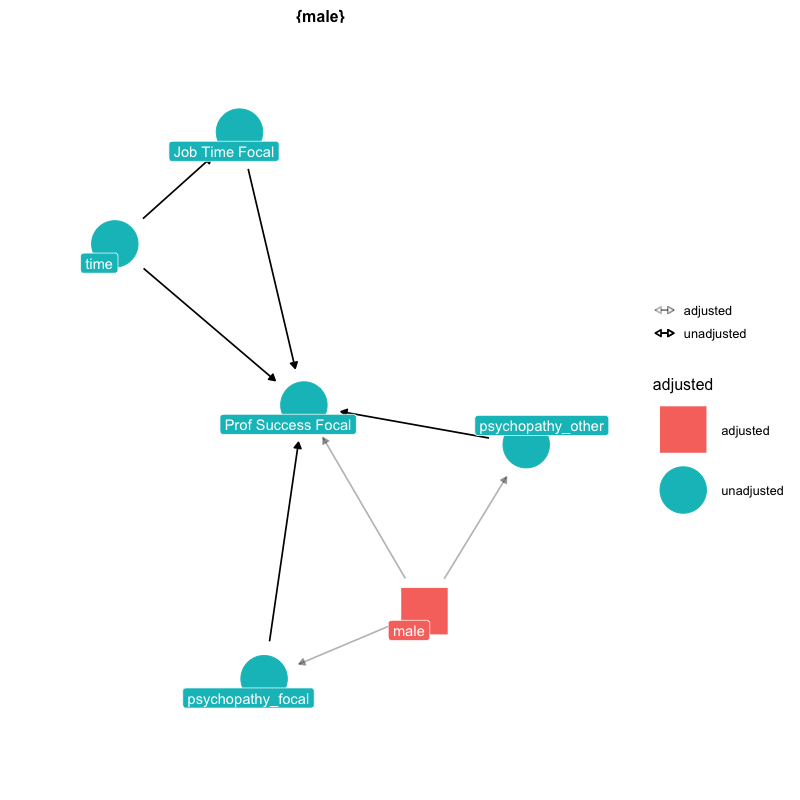 {male}
Job Time Focal
time
adjusted
unadjusted
adjusted
Prof Success Focal
psychopathy_other
adjusted
unadjusted
male
psychopathy_focal